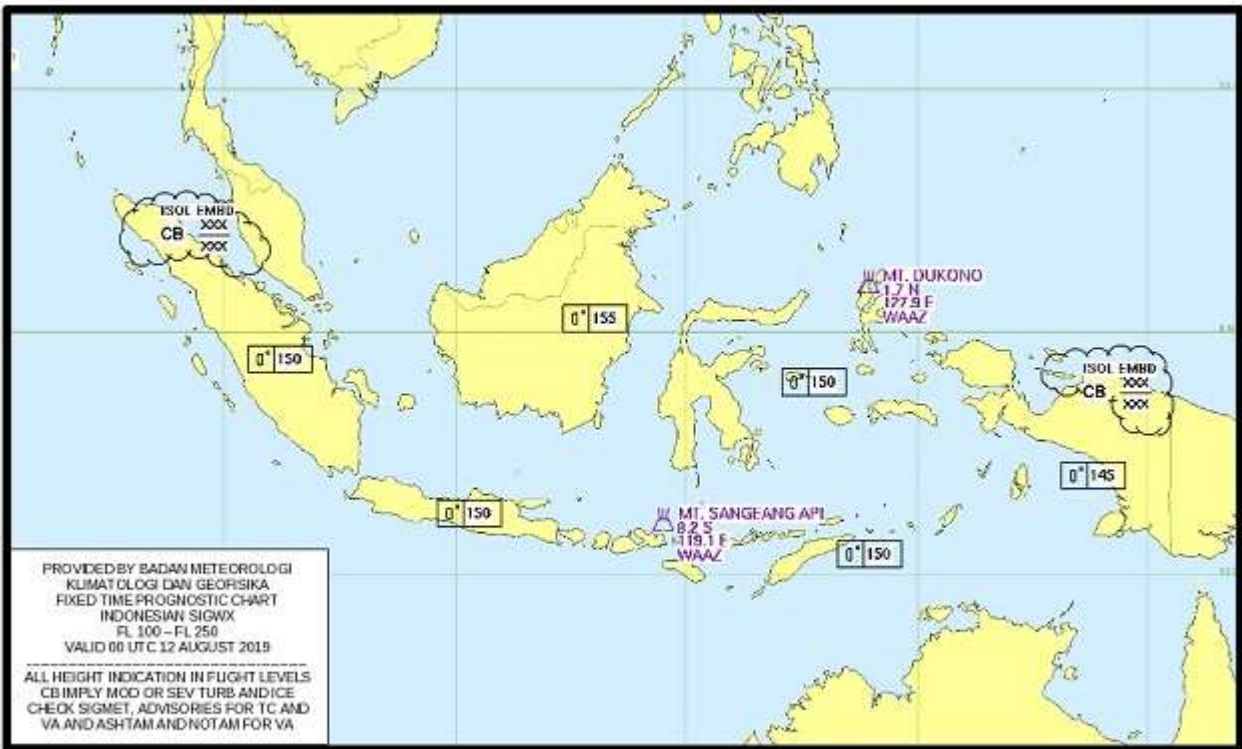 ISOL EMBD
XXX
CB
XXX
MT. DUKONO
1.7 N
127.9 E
WAAZ
0° 155
0° 150
0° 150
ISOL EMBD
XXX
CB
XXX
0° 145
0° 150
MT. SANGEANG API
8.2 S
119.1 E
WAAZ
0° 150
PROVIDED BY BADAN METEOROLOGI
KLIMATOLOGI DAN GEOFISIKA
FIXED TIME PROGNOSTIC CHART
INDONESIAN SIGWX
FL 100 – FL 250
VALID 00 UTC 12 AUGUST 2019
ALL HEIGHT INDICATION IN FLIGHT LEVELS
CB IMPLY MOD OR SEV TURB AND ICE
CHECK SIGMET, ADVISORIES FOR TC AND
VA AND ASHTAM AND NOTAM FOR VA